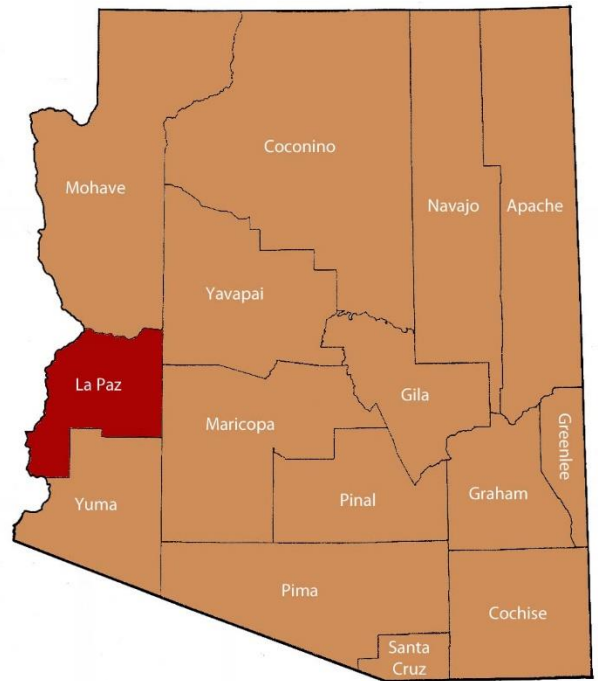 Coconino
Mohave
Navajo
Apache
Yavapai
La Paz
Gila
Maricopa
Greenlee
Graham
Pinal
Yuma
Pima
Cochise
Santa
Cruz